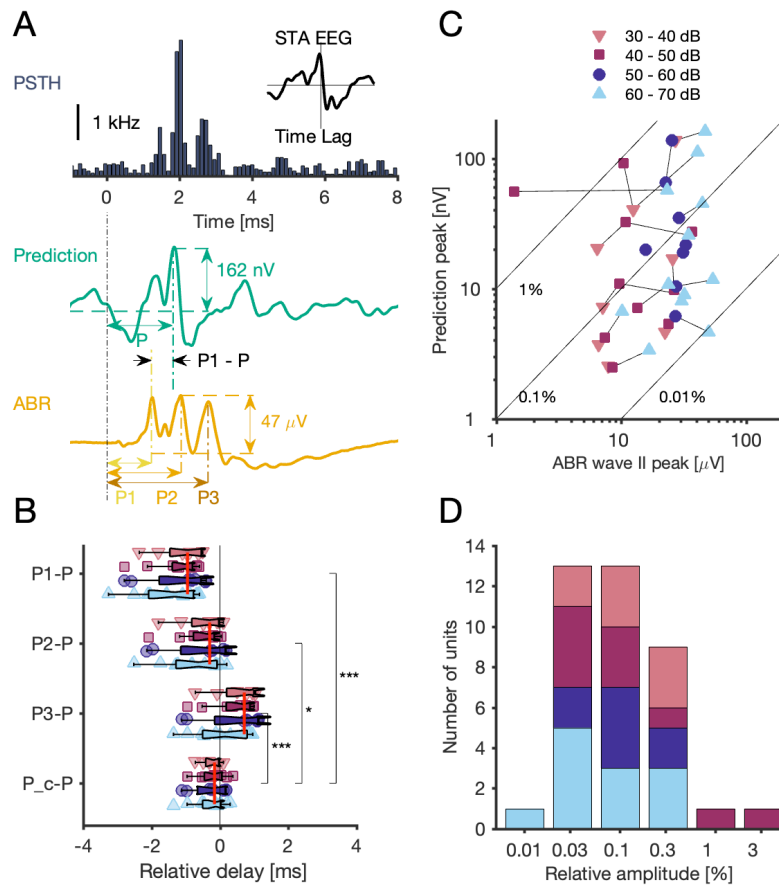 A
STA EEG
PSTH
1 kHz
Time Lag
0 2 4 6 8
Time [ms]
Prediction
162 nV
P
P1 - P
ABR
47 μV
P1 P2 P3
B
P1-P
P2-P
P3-P
P_c-P
***
*
***
-4 -2 0 2 4
Relative delay [ms]
C
30 - 40 dB
40 - 50 dB
50 - 60 dB
60 - 70 dB
Prediction peak [nV]
100
10
1
1%
0.1%
0.01%
1 10 100
ABR wave II peak [μV]
D
Number of units
14
12
10
8
6
4
2
0
0.01 0.03 0.1 0.3 1 3
Relative amplitude [%]